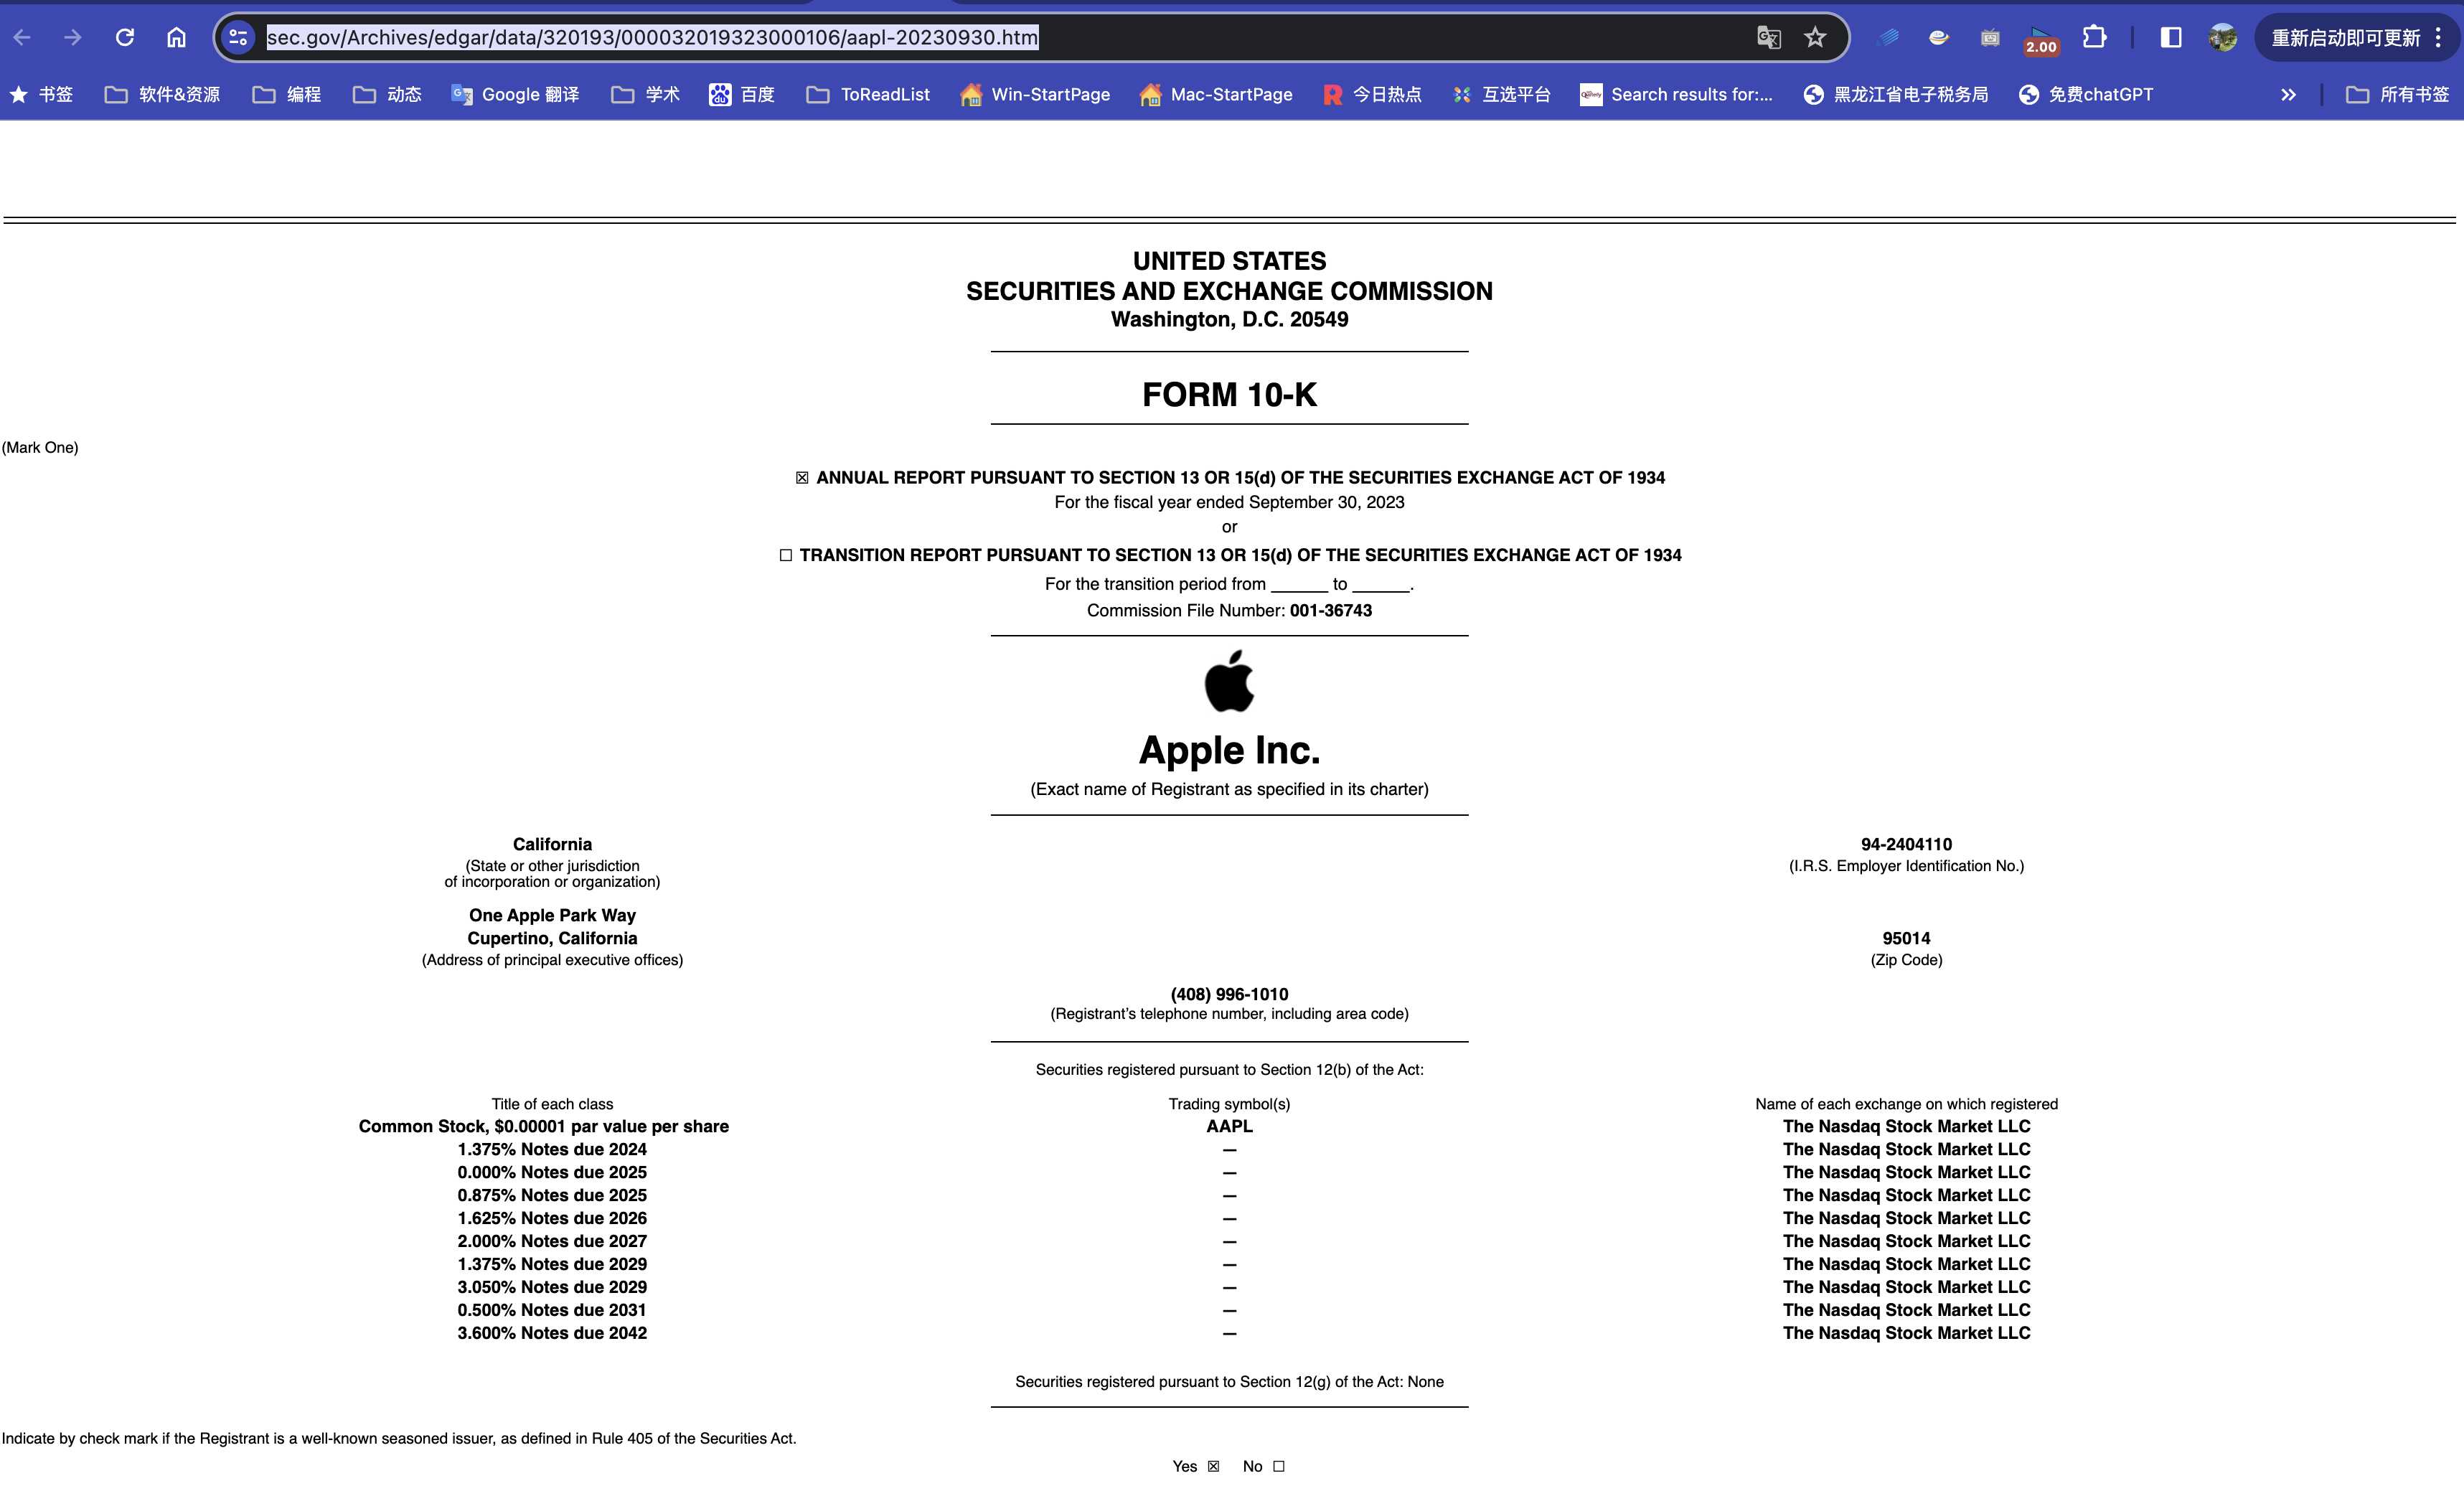 sec.gov/Archives/edgar/data/320193/000032019323000106/aapl-20230930.htm
2.00
重新启动即可更新
书签 软件&资源 编程 动态 Google 翻译 学术 百度 ToReadList Win-StartPage Mac-StartPage 今日热点 互选平台 Search results for:... 黑龙江省电子税务局 免费chatGPT » 所有书签
UNITED STATES
SECURITIES AND EXCHANGE COMMISSION
Washington, D.C. 20549
FORM 10-K
(Mark One)
☒ ANNUAL REPORT PURSUANT TO SECTION 13 OR 15(d) OF THE SECURITIES EXCHANGE ACT OF 1934
For the fiscal year ended September 30, 2023
or
☐ TRANSITION REPORT PURSUANT TO SECTION 13 OR 15(d) OF THE SECURITIES EXCHANGE ACT OF 1934
For the transition period from ______ to ______.
Commission File Number: 001-36743
Apple Inc.
(Exact name of Registrant as specified in its charter)
California 94-2404110
(State or other jurisdiction (I.R.S. Employer Identification No.)
of incorporation or organization)
One Apple Park Way
Cupertino, California 95014
(Address of principal executive offices) (Zip Code)
(408) 996-1010
(Registrant's telephone number, including area code)
Securities registered pursuant to Section 12(b) of the Act:
Title of each class Trading symbol(s) Name of each exchange on which registered
Common Stock, $0.00001 par value per share AAPL The Nasdaq Stock Market LLC
1.375% Notes due 2024 — The Nasdaq Stock Market LLC
0.000% Notes due 2025 — The Nasdaq Stock Market LLC
0.875% Notes due 2025 — The Nasdaq Stock Market LLC
1.625% Notes due 2026 — The Nasdaq Stock Market LLC
2.000% Notes due 2027 — The Nasdaq Stock Market LLC
1.375% Notes due 2029 — The Nasdaq Stock Market LLC
3.050% Notes due 2029 — The Nasdaq Stock Market LLC
0.500% Notes due 2031 — The Nasdaq Stock Market LLC
3.600% Notes due 2042 — The Nasdaq Stock Market LLC
Securities registered pursuant to Section 12(g) of the Act: None
Indicate by check mark if the Registrant is a well-known seasoned issuer, as defined in Rule 405 of the Securities Act.
Yes ☒ No ☐